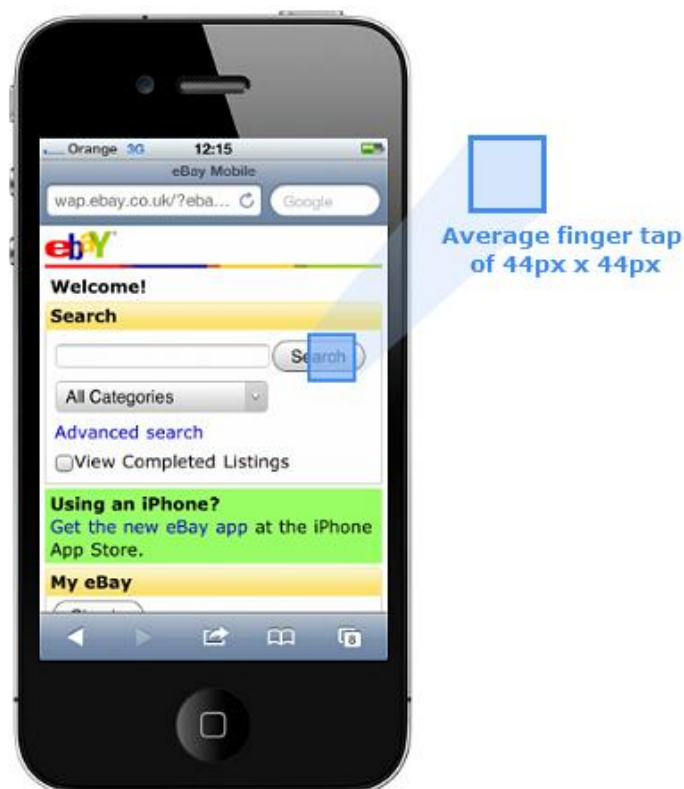 Orange 3G 12:15
eBay Mobile
wap.ebay.co.uk/?eba... Google
ebaY
Welcome!
Search
Search
All Categories
Advanced search
View Completed Listings
Using an iPhone?
Get the new eBay app at the iPhone
App Store.
My eBay
8
Average finger tap
of 44px x 44px